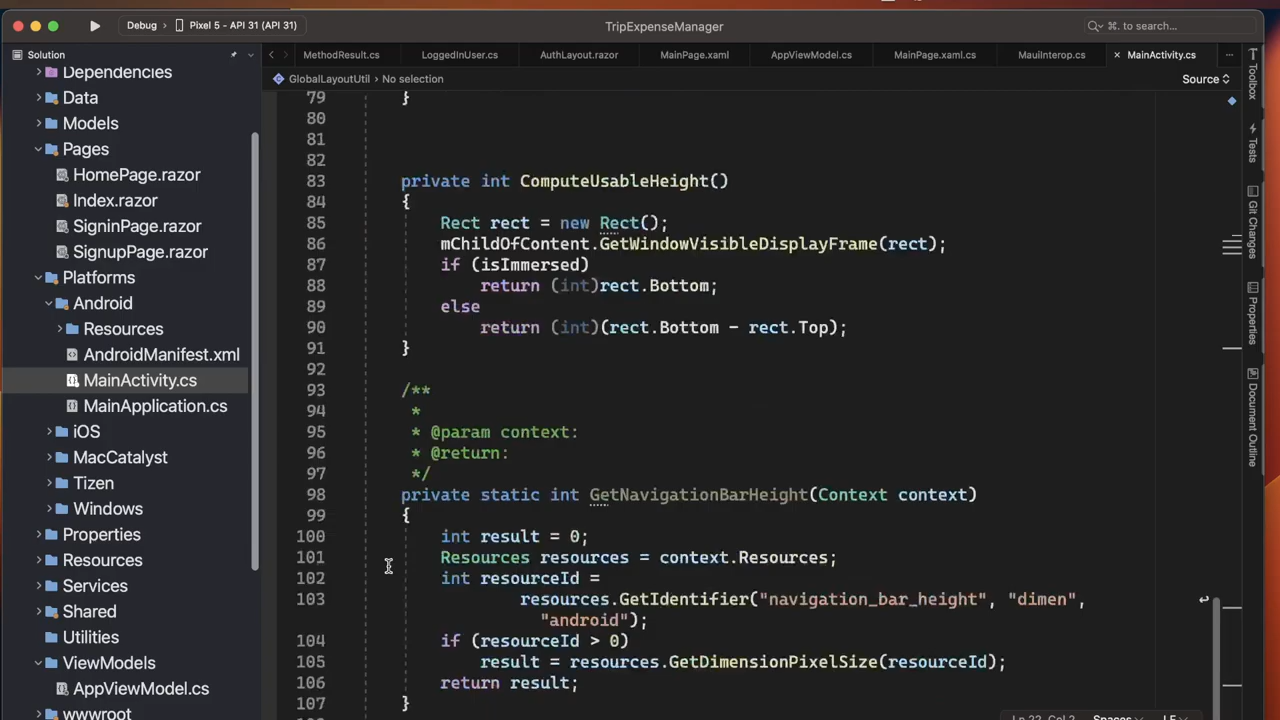 Debug › Pixel 5 - API 31 (API 31)
TripExpenseManager
⌘. to search...
Solution
Dependencies
Data
Models
Pages
HomePage.razor
Index.razor
SigninPage.razor
SignupPage.razor
Platforms
Android
Resources
AndroidManifest.xml
MainActivity.cs
MainApplication.cs
iOS
MacCatalyst
Tizen
Windows
Properties
Resources
Services
Shared
Utilities
ViewModels
AppViewModel.cs
wwwroot
MethodResult.cs
LoggedInUser.cs
AuthLayout.razor
MainPage.xaml
AppViewModel.cs
MainPage.xaml.cs
MauiInterop.cs
× MainActivity.cs
GlobalLayoutUtil › No selection
Source
79 }
80
81
82
83 private int ComputeUsableHeight()
84 {
85 Rect rect = new Rect();
86 mChildOfContent.GetWindowVisibleDisplayFrame(rect);
87 if (isImmersed)
88 return (int)rect.Bottom;
89 else
90 return (int)(rect.Bottom - rect.Top);
91 }
92
93 /**
94 *
95 * @param context:
96 * @return:
97 */
98 private static int GetNavigationBarHeight(Context context)
99 {
100 int result = 0;
101 Resources resources = context.Resources;
102 int resourceId =
103 resources.GetIdentifier("navigation_bar_height", "dimen",
"android");
104 if (resourceId > 0)
105 result = resources.GetDimensionPixelSize(resourceId);
106 return result;
107 }
Ln 22, Col 2 Spaces LF
Toolbox
Tests
Git Changes
Properties
Document Outline